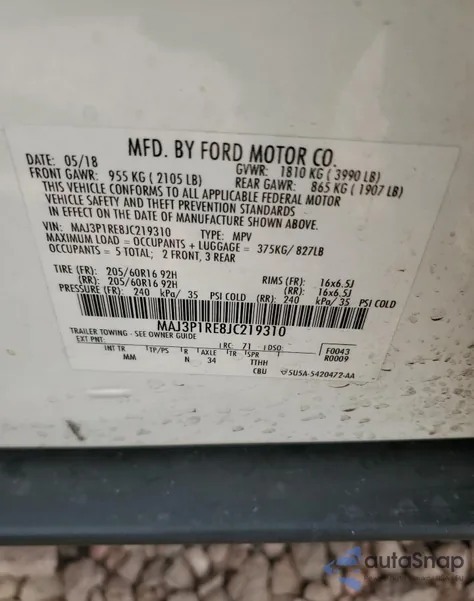 MFD. BY FORD MOTOR CO.
DATE: 05/18 GVWR: 1810 KG ( 3990 LB)
FRONT GAWR: 955 KG ( 2105 LB) REAR GAWR: 865 KG ( 1907 LB)
THIS VEHICLE CONFORMS TO ALL APPLICABLE FEDERAL MOTOR
VEHICLE SAFETY AND THEFT PREVENTION STANDARDS
IN EFFECT ON THE DATE OF MANUFACTURE SHOWN ABOVE.
VIN: MAJ3P1RE8JC219310 TYPE: MPV
MAXIMUM LOAD = OCCUPANTS + LUGGAGE = 375KG/ 827LB
OCCUPANTS = 5 TOTAL; 2 FRONT, 3 REAR
TIRE (FR): 205/60R16 92H RIMS (FR): 16x6.5J
(RR): 205/60R16 92H (RR): 16x6.5J
PRESSURE (FR): 240 kPa/ 35 PSI COLD (RR): 240 kPa/ 35 PSI COLD
MAJ3P1RE8JC219310
TRAILER TOWING - SEE OWNER GUIDE
EXT PNT: RC: 71 DSO: F0043
R0009
INT TR TP/PS R AXLE TR SPR
MM N 34 TTHH
CBU 5U5A-5420472-AA
autoSnap